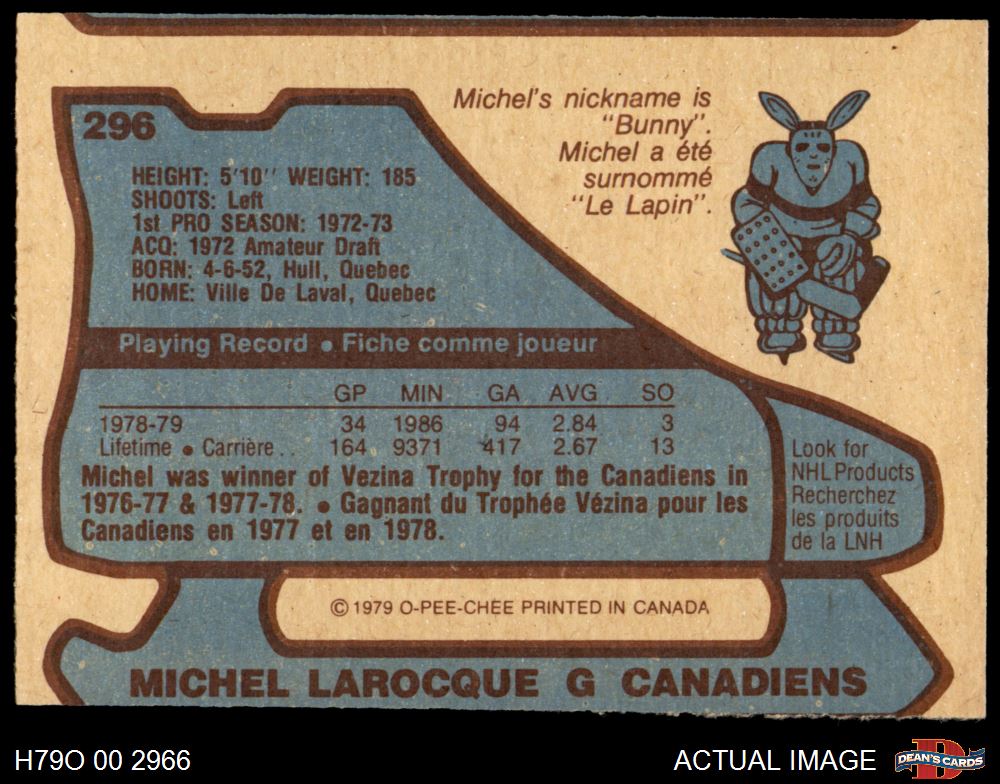 296
HEIGHT: 5'10'' WEIGHT: 185
SHOOTS: Left
1st PRO SEASON: 1972-73
ACQ: 1972 Amateur Draft
BORN: 4-6-52, Hull, Quebec
HOME: Ville De Laval, Quebec
Michel's nickname is
"Bunny".
Michel a été
surnommé
"Le Lapin".
Playing Record • Fiche comme joueur
GP MIN GA AVG SO
1978-79 34 1986 94 2.84 3
Lifetime • Carrière . . 164 9371 417 2.67 13
Michel was winner of Vezina Trophy for the Canadiens in
1976-77 & 1977-78. • Gagnant du Trophée Vézina pour les
Canadiens en 1977 et en 1978.
Look for
NHL Products
Recherchez
les produits
de la LNH
© 1979 O-PEE-CHEE PRINTED IN CANADA
MICHEL LAROCQUE G CANADIENS
H79O 00 2966
ACTUAL IMAGE
DEAN'S CARDS